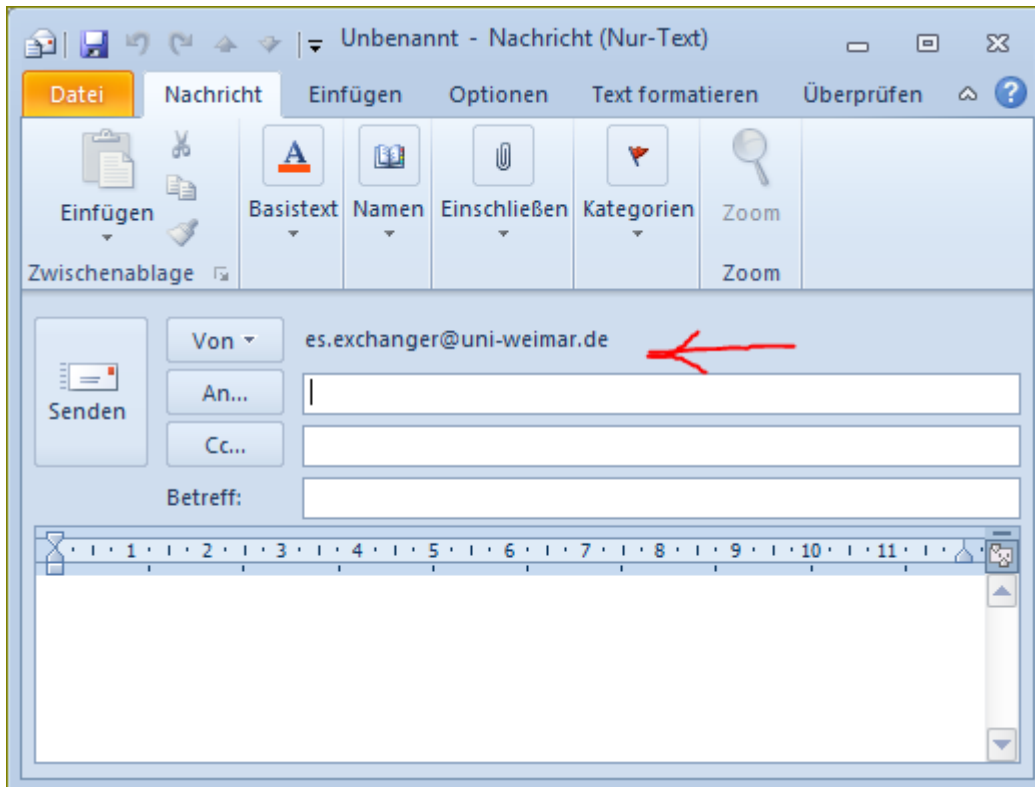 Unbenannt - Nachricht (Nur-Text)
Datei Nachricht Einfügen Optionen Text formatieren Überprüfen
Einfügen Basistext Namen Einschließen Kategorien Zoom
Zwischenablage Zoom
Senden
Von es.exchanger@uni-weimar.de
An...
Cc...
Betreff:
1 2 3 4 5 6 7 8 9 10 11